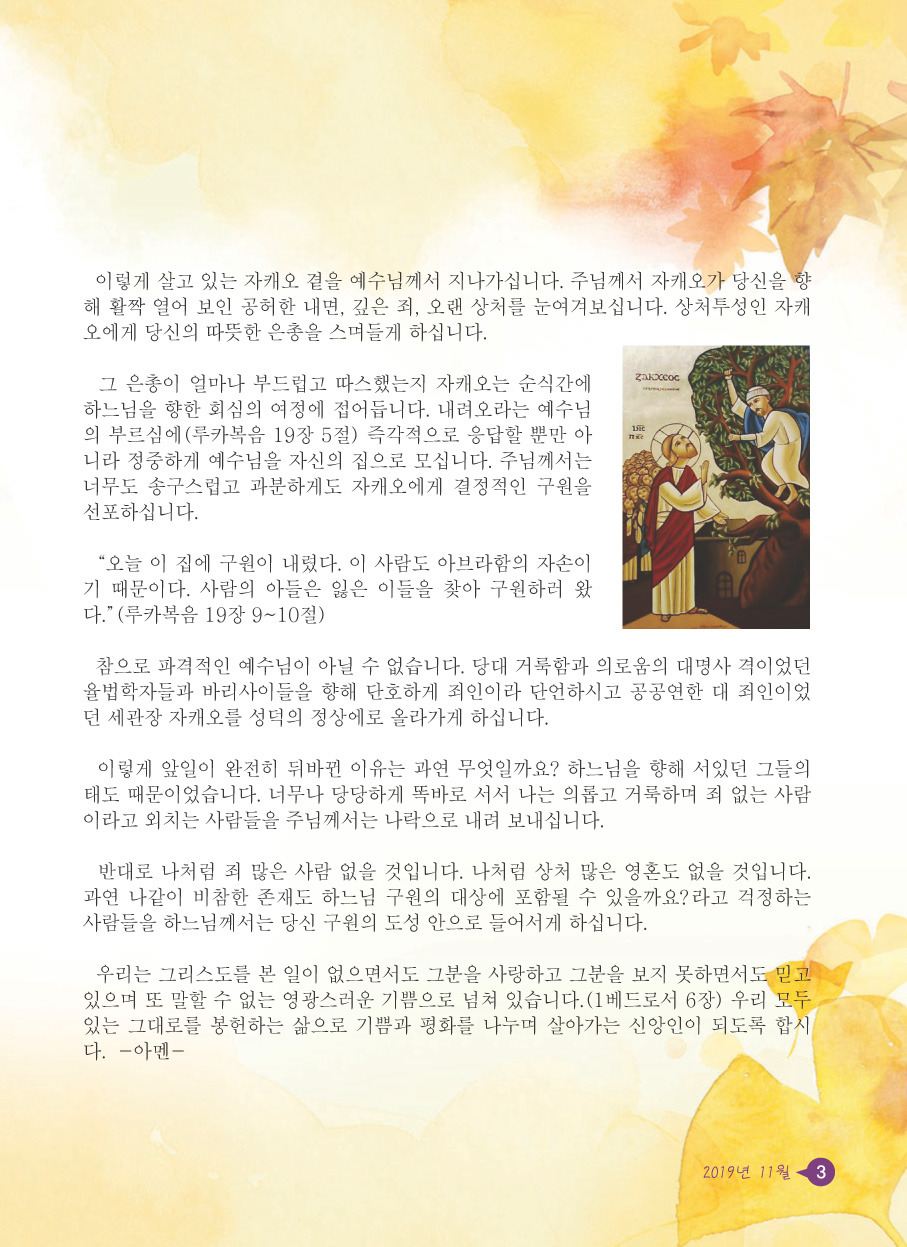 이렇게 살고 있는 자캐오 곁을 예수님께서 지나가십니다. 주님께서 자캐오가 당신을 향
해 활짝 열어 보인 공허한 내면, 깊은 죄, 오랜 상처를 눈여겨보십니다. 상처투성인 자캐
오에게 당신의 따뜻한 은총을 스며들게 하십니다.
그 은총이 얼마나 부드럽고 따스했는지 자캐오는 순식간에
하느님을 향한 회심의 여정에 접어듭니다. 내려오라는 예수님
의 부르심에(루카복음 19장 5절) 즉각적으로 응답할 뿐만 아
니라 정중하게 예수님을 자신의 집으로 모십니다. 주님께서는
너무도 송구스럽고 과분하게도 자캐오에게 결정적인 구원을
선포하십니다.
“오늘 이 집에 구원이 내렸다. 이 사람도 아브라함의 자손이
기 때문이다. 사람의 아들은 잃은 이들을 찾아 구원하러 왔
다.”(루카복음 19장 9~10절)
참으로 파격적인 예수님이 아닐 수 없습니다. 당대 거룩함과 의로움의 대명사 격이었던
율법학자들과 바리사이들을 향해 단호하게 죄인이라 단언하시고 공공연한 대 죄인이었
던 세관장 자캐오를 성덕의 정상에로 올라가게 하십니다.
이렇게 앞일이 완전히 뒤바뀐 이유는 과연 무엇일까요? 하느님을 향해 서있던 그들의
태도 때문이었습니다. 너무나 당당하게 똑바로 서서 나는 의롭고 거룩하며 죄 없는 사람
이라고 외치는 사람들을 주님께서는 나락으로 내려 보내십니다.
반대로 나처럼 죄 많은 사람 없을 것입니다. 나처럼 상처 많은 영혼도 없을 것입니다.
과연 나같이 비참한 존재도 하느님 구원의 대상에 포함될 수 있을까요?라고 걱정하는
사람들을 하느님께서는 당신 구원의 도성 안으로 들어서게 하십니다.
우리는 그리스도를 본 일이 없으면서도 그분을 사랑하고 그분을 보지 못하면서도 믿고
있으며 또 말할 수 없는 영광스러운 기쁨으로 넘쳐 있습니다.(1베드로서 6장) 우리 모두
있는 그대로를 봉헌하는 삶으로 기쁨과 평화를 나누며 살아가는 신앙인이 되도록 합시
다. -아멘-
2019년 11월 3